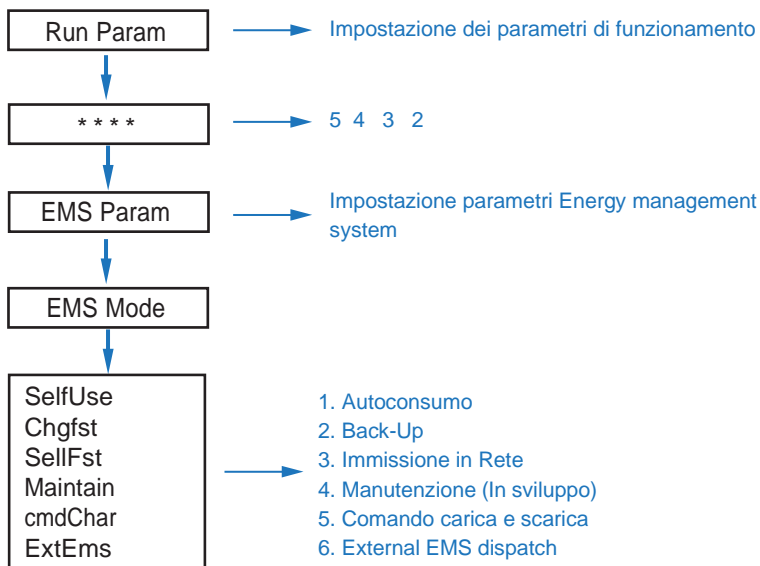 Run Param
Impostazione dei parametri di funzionamento
* * * *
5 4 3 2
EMS Param
Impostazione parametri Energy management
system
EMS Mode
SelfUse
Chgfst
SellFst
Maintain
cmdChar
ExtEms
1. Autoconsumo
2. Back-Up
3. Immissione in Rete
4. Manutenzione (In sviluppo)
5. Comando carica e scarica
6. External EMS dispatch